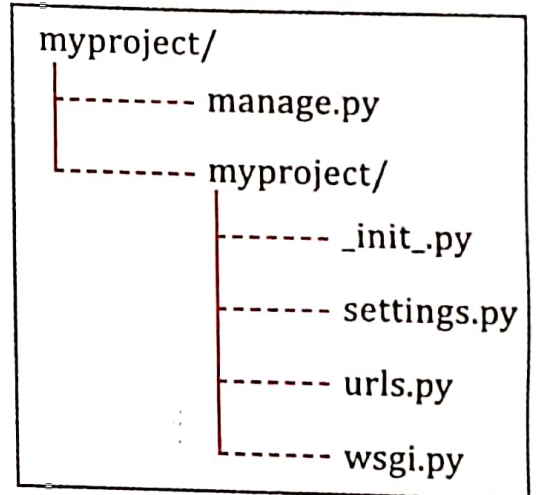 myproject/
manage.py
myproject/
_init_.py
settings.py
urls.py
wsgi.py